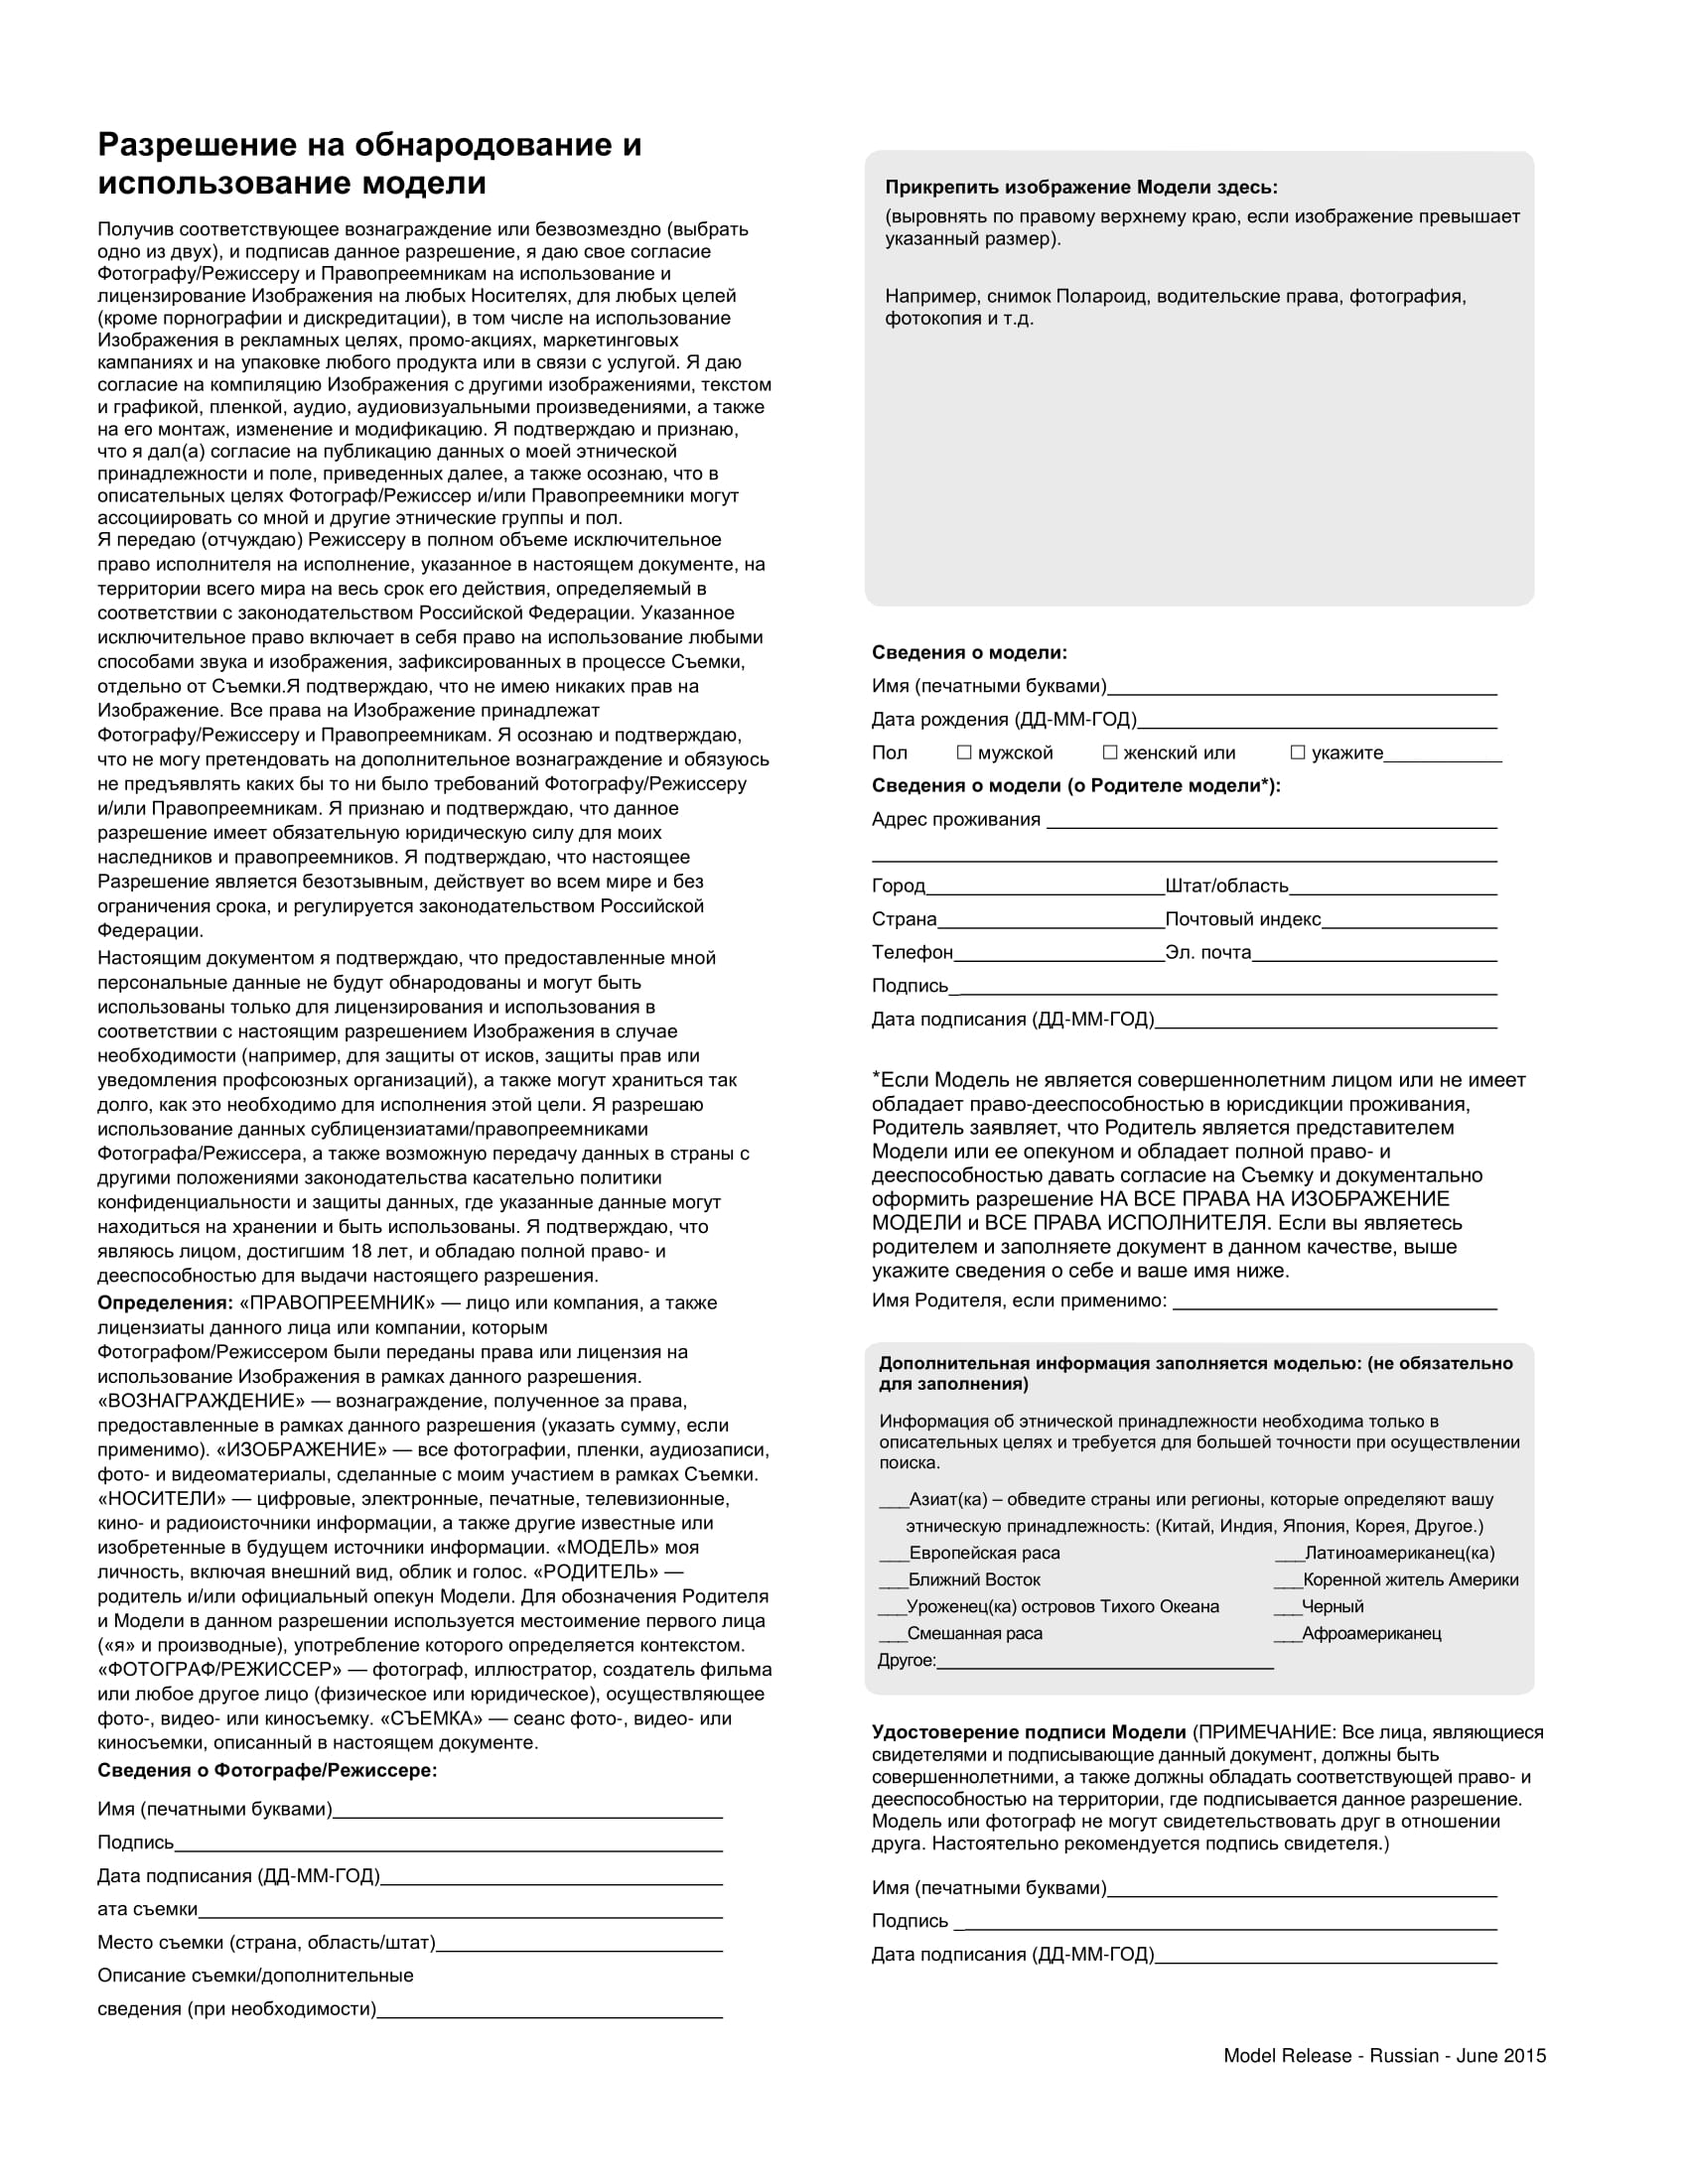 Разрешение на обнародование и
использование модели
Получив соответствующее вознаграждение или безвозмездно (выбрать
одно из двух), и подписав данное разрешение, я даю свое согласие
Фотографу/Режиссеру и Правопреемникам на использование и
лицензирование Изображения на любых Носителях, для любых целей
(кроме порнографии и дискредитации), в том числе на использование
Изображения в рекламных целях, промо-акциях, маркетинговых
кампаниях и на упаковке любого продукта или в связи с услугой. Я даю
согласие на компиляцию Изображения с другими изображениями, текстом
и графикой, пленкой, аудио, аудиовизуальными произведениями, а также
на его монтаж, изменение и модификацию. Я подтверждаю и признаю,
что я дал(а) согласие на публикацию данных о моей этнической
принадлежности и поле, приведенных далее, а также осознаю, что в
описательных целях Фотограф/Режиссер и/или Правопреемники могут
ассоциировать со мной и другие этнические группы и пол.
Я передаю (отчуждаю) Режиссеру в полном объеме исключительное
право исполнителя на исполнение, указанное в настоящем документе, на
территории всего мира на весь срок его действия, определяемый в
соответствии с законодательством Российской Федерации. Указанное
исключительное право включает в себя право на использование любыми
способами звука и изображения, зафиксированных в процессе Съемки,
отдельно от Съемки.Я подтверждаю, что не имею никаких прав на
Изображение. Все права на Изображение принадлежат
Фотографу/Режиссеру и Правопреемникам. Я осознаю и подтверждаю,
что не могу претендовать на дополнительное вознаграждение и обязуюсь
не предъявлять каких бы то ни было требований Фотографу/Режиссеру
и/или Правопреемникам. Я признаю и подтверждаю, что данное
разрешение имеет обязательную юридическую силу для моих
наследников и правопреемников. Я подтверждаю, что настоящее
Разрешение является безотзывным, действует во всем мире и без
ограничения срока, и регулируется законодательством Российской
Федерации.
Настоящим документом я подтверждаю, что предоставленные мной
персональные данные не будут обнародованы и могут быть
использованы только для лицензирования и использования в
соответствии с настоящим разрешением Изображения в случае
необходимости (например, для защиты от исков, защиты прав или
уведомления профсоюзных организаций), а также могут храниться так
долго, как это необходимо для исполнения этой цели. Я разрешаю
использование данных сублицензиатами/правопреемниками
Фотографа/Режиссера, а также возможную передачу данных в страны с
другими положениями законодательства касательно политики
конфиденциальности и защиты данных, где указанные данные могут
находиться на хранении и быть использованы. Я подтверждаю, что
являюсь лицом, достигшим 18 лет, и обладаю полной право- и
дееспособностью для выдачи настоящего разрешения.
Определения: «ПРАВОПРЕЕМНИК» — лицо или компания, а также
лицензиаты данного лица или компании, которым
Фотографом/Режиссером были переданы права или лицензия на
использование Изображения в рамках данного разрешения.
«ВОЗНАГРАЖДЕНИЕ» — вознаграждение, полученное за права,
предоставленные в рамках данного разрешения (указать сумму, если
применимо). «ИЗОБРАЖЕНИЕ» — все фотографии, пленки, аудиозаписи,
фото- и видеоматериалы, сделанные с моим участием в рамках Съемки.
«НОСИТЕЛИ» — цифровые, электронные, печатные, телевизионные,
кино- и радиоисточники информации, а также другие известные или
изобретенные в будущем источники информации. «МОДЕЛЬ» моя
личность, включая внешний вид, облик и голос. «РОДИТЕЛЬ» —
родитель и/или официальный опекун Модели. Для обозначения Родителя
и Модели в данном разрешении используется местоимение первого лица
(«я» и производные), употребление которого определяется контекстом.
«ФОТОГРАФ/РЕЖИССЕР» — фотограф, иллюстратор, создатель фильма
или любое другое лицо (физическое или юридическое), осуществляющее
фото-, видео- или киносъемку. «СЪЕМКА» — сеанс фото-, видео- или
киносъемки, описанный в настоящем документе.
Сведения о Фотографе/Режиссере:
Имя (печатными буквами)
Подпись
Дата подписания (ДД-ММ-ГОД)
ата съемки
Место съемки (страна, область/штат)
Описание съемки/дополнительные
сведения (при необходимости)
Прикрепить изображение Модели здесь:
(выровнять по правому верхнему краю, если изображение превышает
указанный размер).
Например, снимок Полароид, водительские права, фотография,
фотокопия и т.д.
Сведения о модели:
Имя (печатными буквами)
Дата рождения (ДД-ММ-ГОД)
Пол ☐ мужской ☐ женский или ☐ укажите
Сведения о модели (о Родителе модели*):
Адрес проживания
Город Штат/область
Страна Почтовый индекс
Телефон Эл. почта
Подпись
Дата подписания (ДД-ММ-ГОД)
*Если Модель не является совершеннолетним лицом или не имеет
обладает право-дееспособностью в юрисдикции проживания,
Родитель заявляет, что Родитель является представителем
Модели или ее опекуном и обладает полной право- и
дееспособностью давать согласие на Съемку и документально
оформить разрешение НА ВСЕ ПРАВА НА ИЗОБРАЖЕНИЕ
МОДЕЛИ и ВСЕ ПРАВА ИСПОЛНИТЕЛЯ. Если вы являетесь
родителем и заполняете документ в данном качестве, выше
укажите сведения о себе и ваше имя ниже.
Имя Родителя, если применимо:
Дополнительная информация заполняется моделью: (не обязательно
для заполнения)
Информация об этнической принадлежности необходима только в
описательных целях и требуется для большей точности при осуществлении
поиска.
___Азиат(ка) – обведите страны или регионы, которые определяют вашу
этническую принадлежность: (Китай, Индия, Япония, Корея, Другое.)
___Европейская раса ___Латиноамериканец(ка)
___Ближний Восток ___Коренной житель Америки
___Уроженец(ка) островов Тихого Океана ___Черный
___Смешанная раса ___Афроамериканец
Другое:
Удостоверение подписи Модели (ПРИМЕЧАНИЕ: Все лица, являющиеся
свидетелями и подписывающие данный документ, должны быть
совершеннолетними, а также должны обладать соответствующей право- и
дееспособностью на территории, где подписывается данное разрешение.
Модель или фотограф не могут свидетельствовать друг в отношении
друга. Настоятельно рекомендуется подпись свидетеля.)
Имя (печатными буквами)
Подпись
Дата подписания (ДД-ММ-ГОД)
Model Release - Russian - June 2015